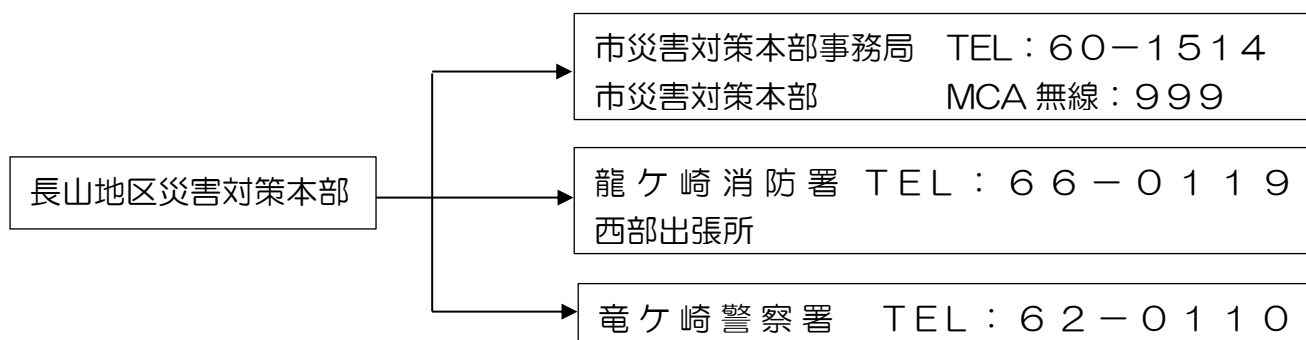 市災害対策本部事務局　TEL：６０－１５１４
市災害対策本部　　　　MCA 無線：９９９
長山地区災害対策本部
龍ケ崎消防署 TEL：６６－０１１９
西部出張所
竜ケ崎警察署　TEL：６２－０１１０